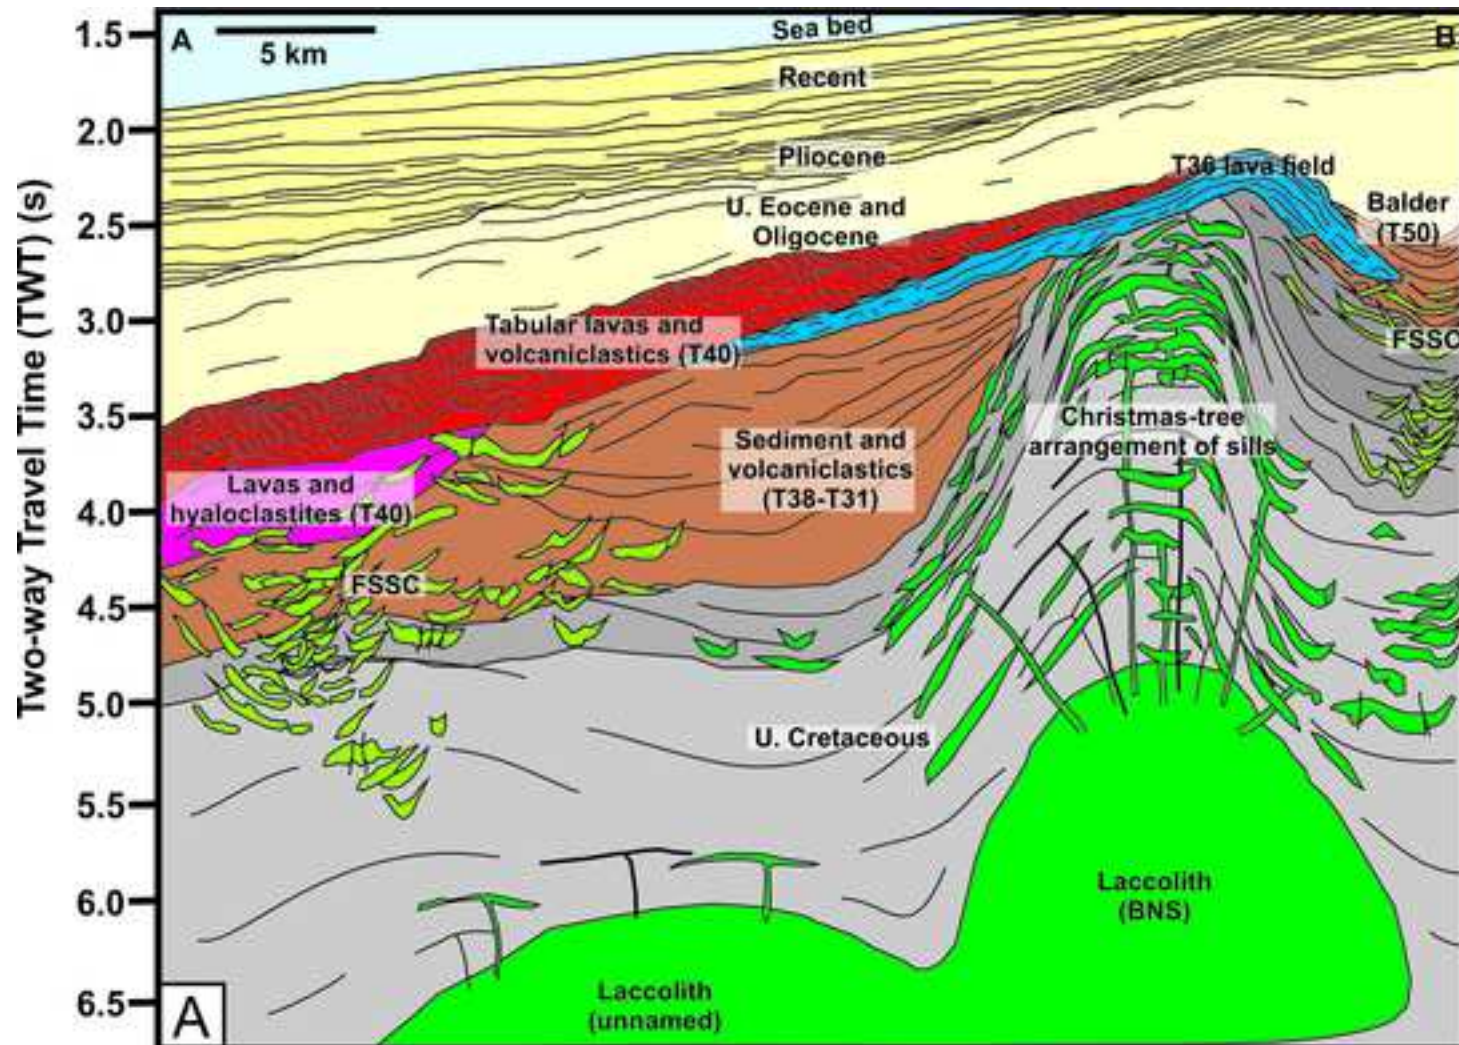 1.5
2.0
2.5
3.0
3.5
4.0
4.5
5.0
5.5
6.0
6.5
Two-way Travel Time (TWT) (s)
A
5 km
B
Sea bed
Recent
Pliocene
T36 lava field
U. Eocene and
Oligocene
Balder
(T50)
Tabular lavas and
volcaniclastics (T40)
FSSC
Christmas-tree
arrangement of sills
Sediment and
volcaniclastics
(T38-T31)
Lavas and
hyaloclastites (T40)
FSSC
U. Cretaceous
Laccolith
(BNS)
Laccolith
(unnamed)
A